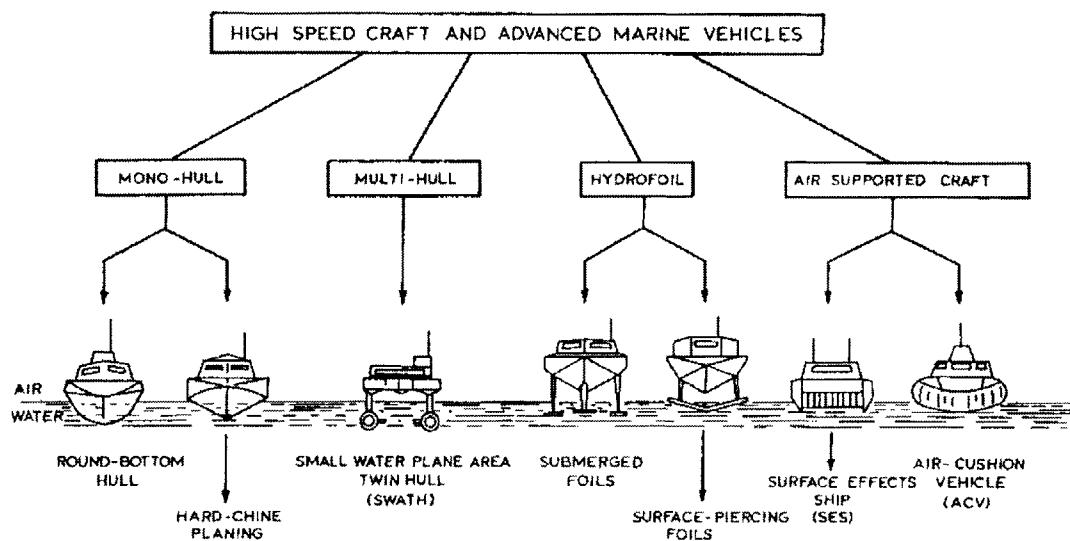 HIGH SPEED CRAFT AND ADVANCED MARINE VEHICLES
MONO-HULL
MULTI-HULL
HYDROFOIL
AIR SUPPORTED CRAFT
AIR
WATER
ROUND-BOTTOM
HULL
HARD-CHINE
PLANING
SMALL WATER PLANE AREA
TWIN HULL
(SWATH)
SUBMERGED
FOILS
SURFACE-PIERCING
FOILS
SURFACE EFFECTS
SHIP
(SES)
AIR-CUSHION
VEHICLE
(ACV)